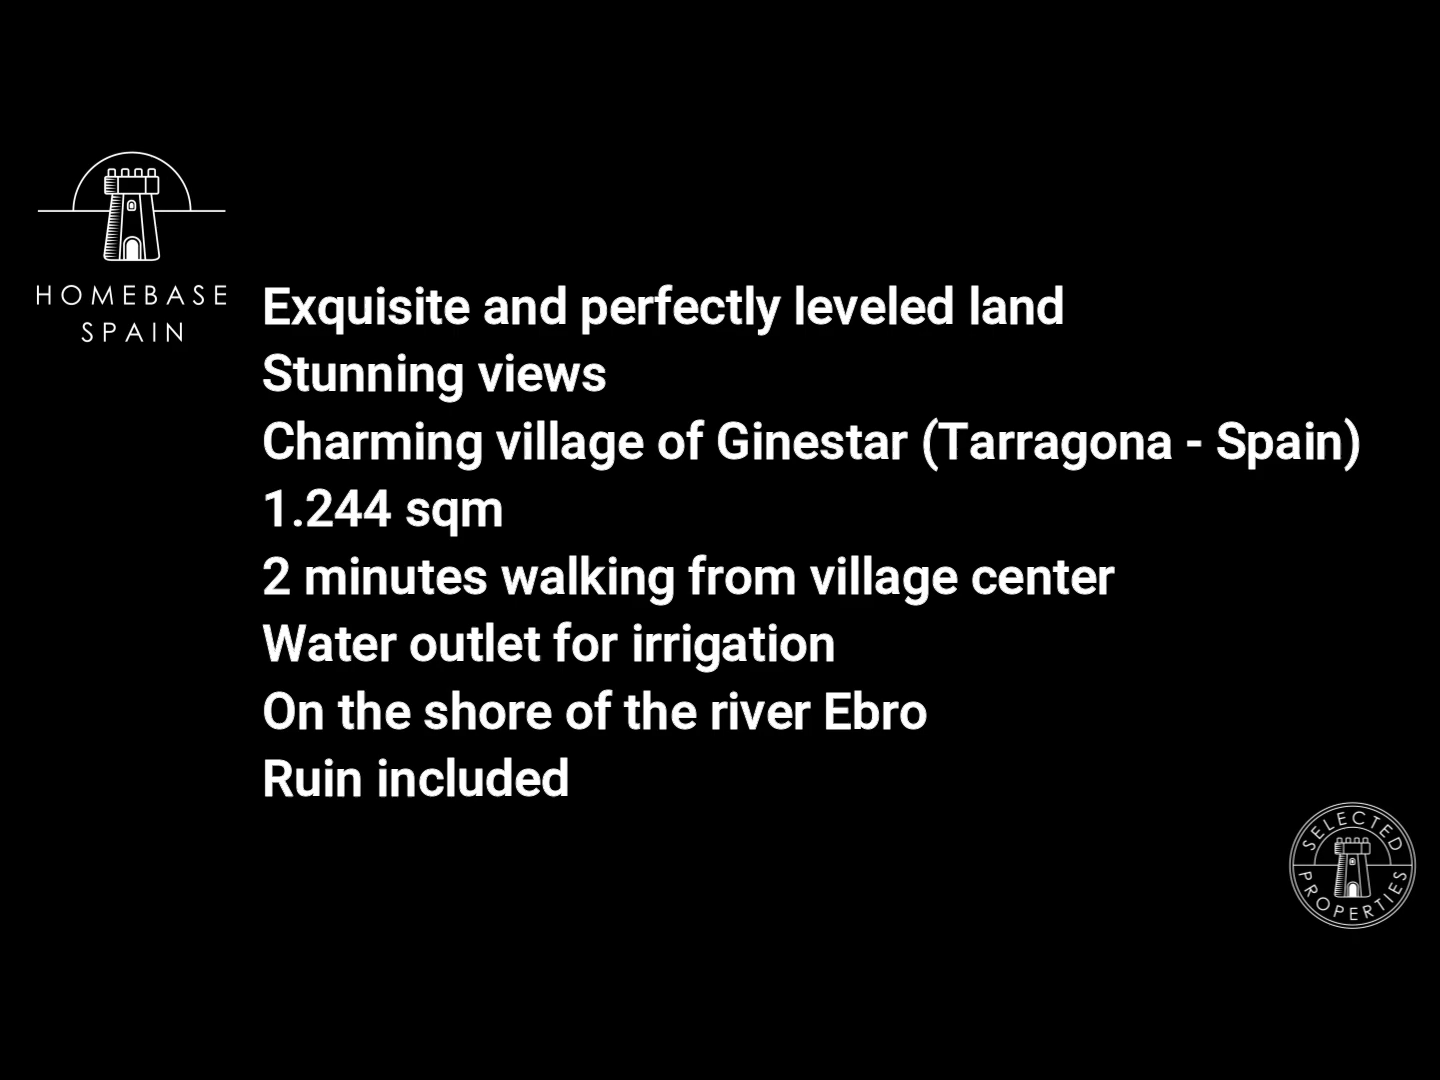 HOMEBASE
SPAIN
Exquisite and perfectly leveled land
Stunning views
Charming village of Ginestar (Tarragona - Spain)
1.244 sqm
2 minutes walking from village center
Water outlet for irrigation
On the shore of the river Ebro
Ruin included
SELECTED
PROPERTIES